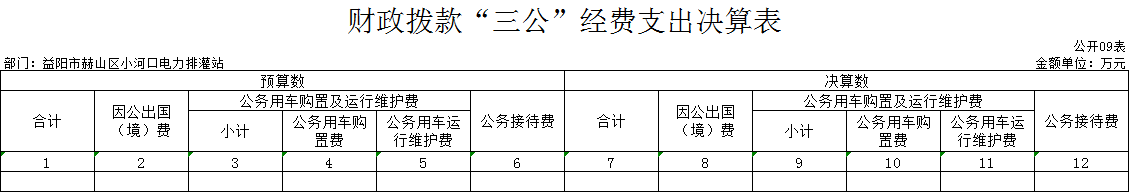 财政拨款“三公”经费支出决算表
公开09表
部门：益阳市赫山区小河口电力排灌站 金额单位：万元
预算数 决算数
合计 因公出国（境）费 公务用车购置及运行维护费 公务接待费 合计 因公出国（境）费 公务用车购置及运行维护费 公务接待费
小计 公务用车购置费 公务用车运行维护费 小计 公务用车购置费 公务用车运行维护费
1 2 3 4 5 6 7 8 9 10 11 12